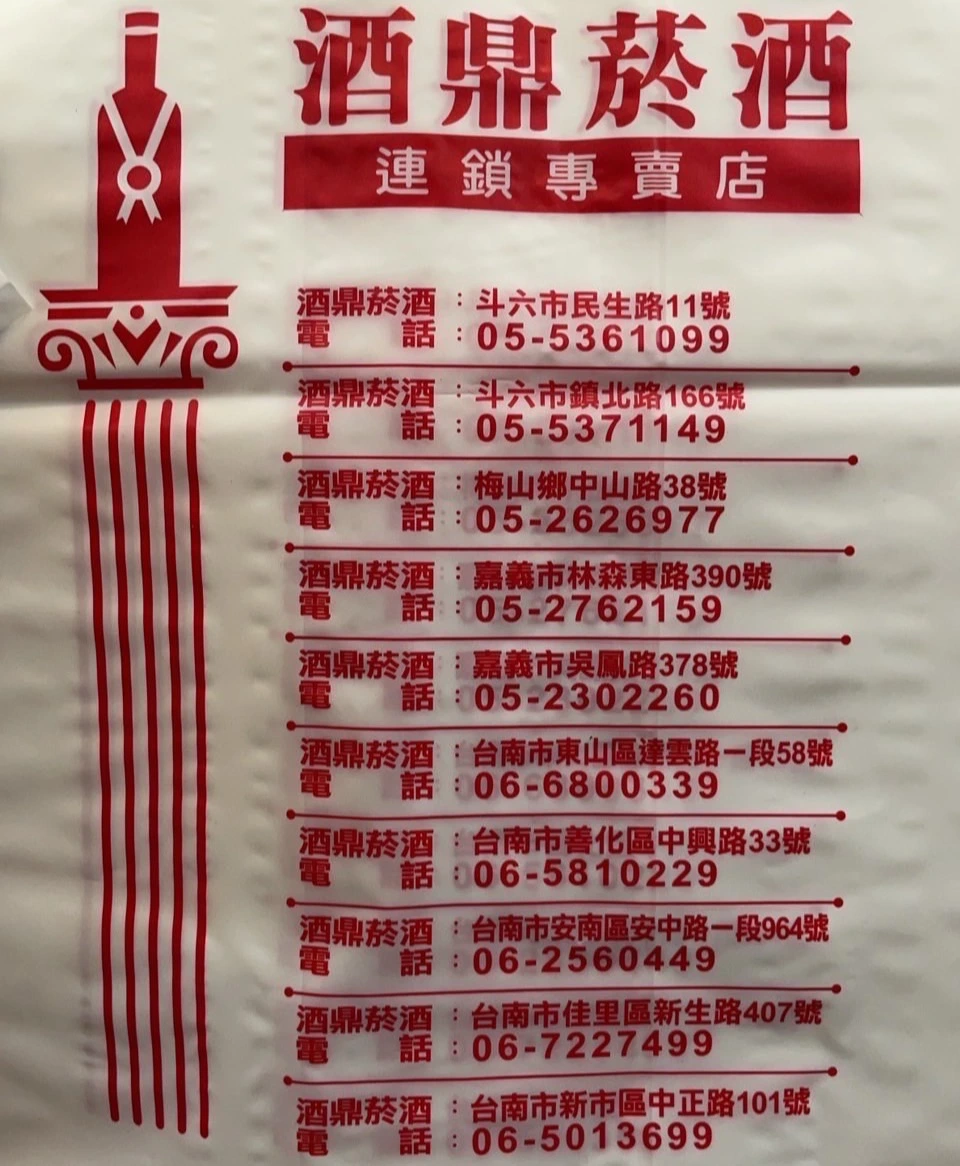 酒鼎菸酒
連鎖專賣店
酒鼎菸酒：斗六市民生路11號
電話：05-5361099
酒鼎菸酒：斗六市鎮北路166號
電話：05-5371149
酒鼎菸酒：梅山鄉中山路38號
電話：05-2626977
酒鼎菸酒：嘉義市林森東路390號
電話：05-2762159
酒鼎菸酒：嘉義市吳鳳路378號
電話：05-2302260
酒鼎菸酒：台南市東山區達雲路一段58號
電話：06-6800339
酒鼎菸酒：台南市善化區中興路33號
電話：06-5810229
酒鼎菸酒：台南市安南區安中路一段964號
電話：06-2560449
酒鼎菸酒：台南市佳里區新生路407號
電話：06-7227499
酒鼎菸酒：台南市新市區中正路101號
電話：06-5013699